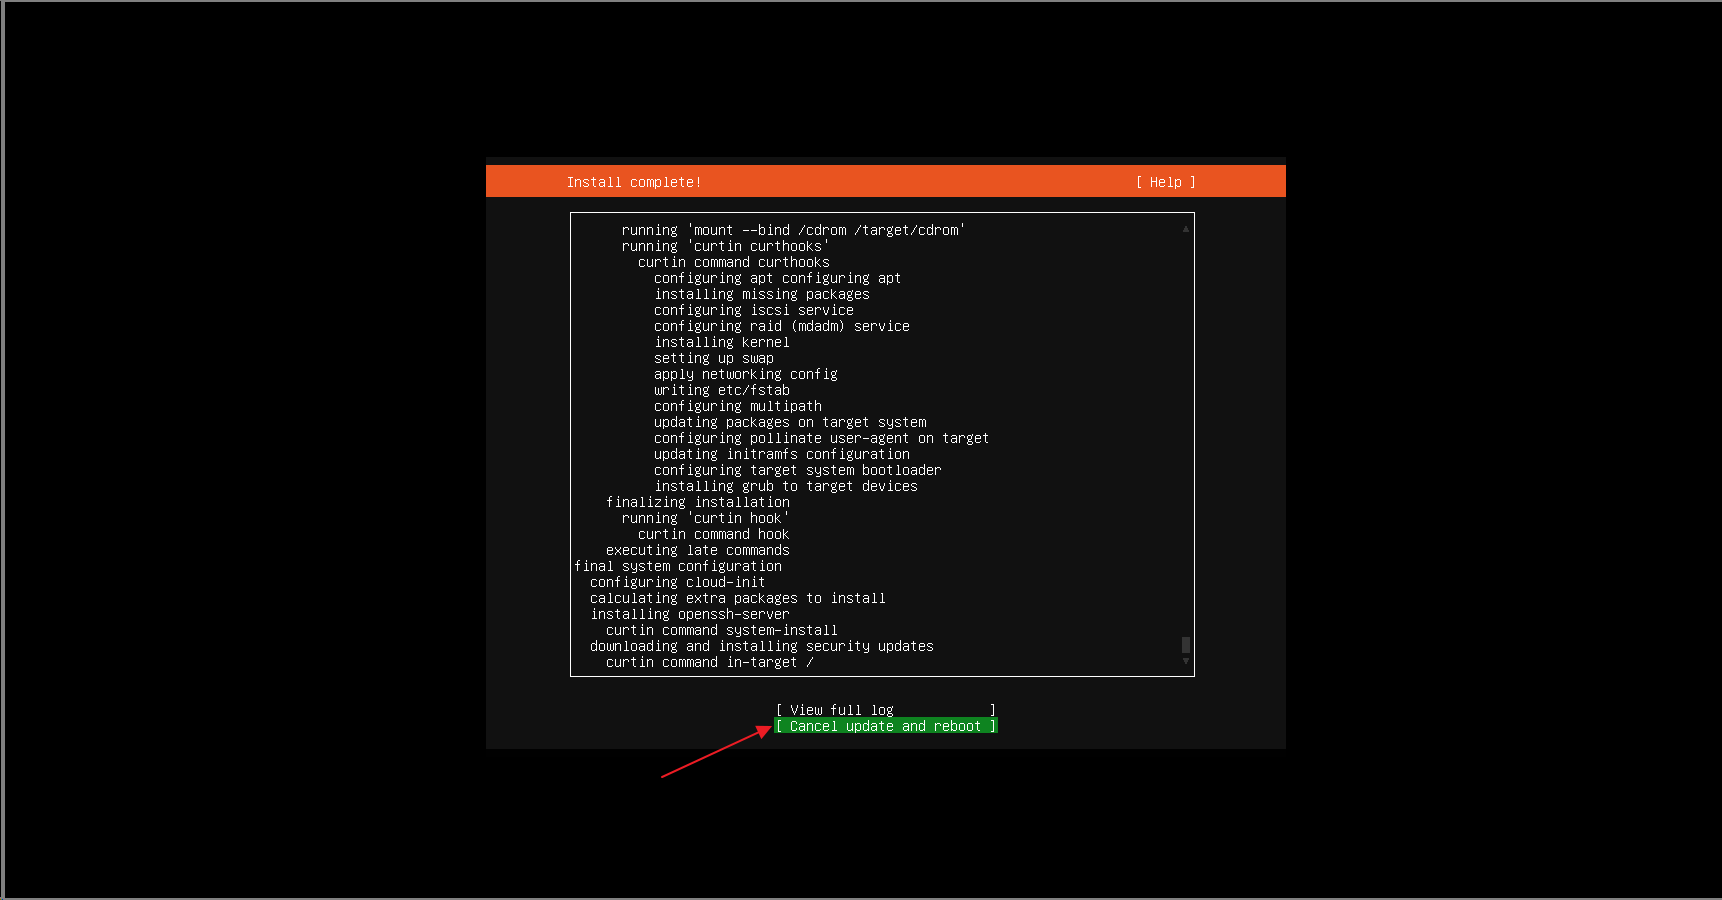 Install complete! [ Help ]
running 'mount --bind /cdrom /target/cdrom'
running 'curtin curthooks'
curtin command curthooks
configuring apt configuring apt
installing missing packages
configuring iscsi service
configuring raid (mdadm) service
installing kernel
setting up swap
apply networking config
writing etc/fstab
configuring multipath
updating packages on target system
configuring pollinate user-agent on target
updating initramfs configuration
configuring target system bootloader
installing grub to target devices
finalizing installation
running 'curtin hook'
curtin command hook
executing late commands
final system configuration
configuring cloud-init
calculating extra packages to install
installing openssh-server
curtin command system-install
downloading and installing security updates
curtin command in-target /
[ View full log ]
[ Cancel update and reboot ]